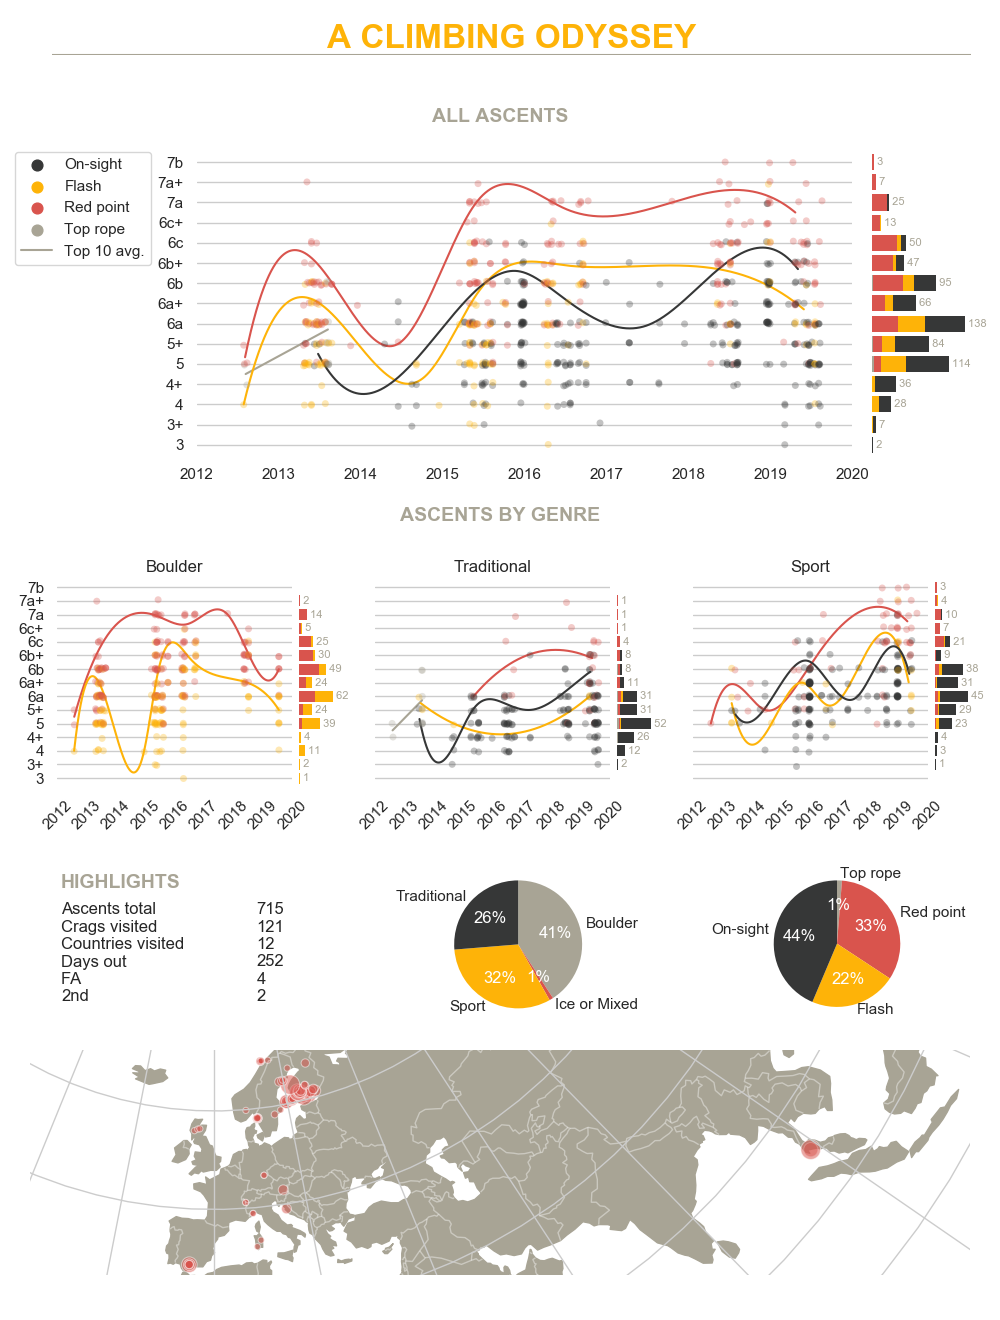 A CLIMBING ODYSSEY
ALL ASCENTS
On-sight
Flash
Red point
Top rope
Top 10 avg.
7b 3
7a+ 7
7a 25
6c+ 13
6c 50
6b+ 47
6b 95
6a+ 66
6a 138
5+ 84
5 114
4+ 36
4 28
3+ 7
3 2
2012 2013 2014 2015 2016 2017 2018 2019 2020
ASCENTS BY GENRE
Boulder Traditional Sport
7b 3
7a+ 2 1 4
7a 14 1 10
6c+ 5 1 7
6c 25 4 21
6b+ 30 8 9
6b 49 8 38
6a+ 24 11 31
6a 62 31 45
5+ 24 31 29
5 39 52 23
4+ 4 26 4
4 11 12 3
3+ 2 2 1
3 1
2012 2013 2014 2015 2016 2017 2018 2019 2020 2012 2013 2014 2015 2016 2017 2018 2019 2020 2012 2013 2014 2015 2016 2017 2018 2019 2020
HIGHLIGHTS
Ascents total 715
Crags visited 121
Countries visited 12
Days out 252
FA 4
2nd 2
Traditional
26%
Boulder
41%
Sport
32%
Ice or Mixed
1%
Top rope
1%
Red point
33%
On-sight
44%
Flash
22%